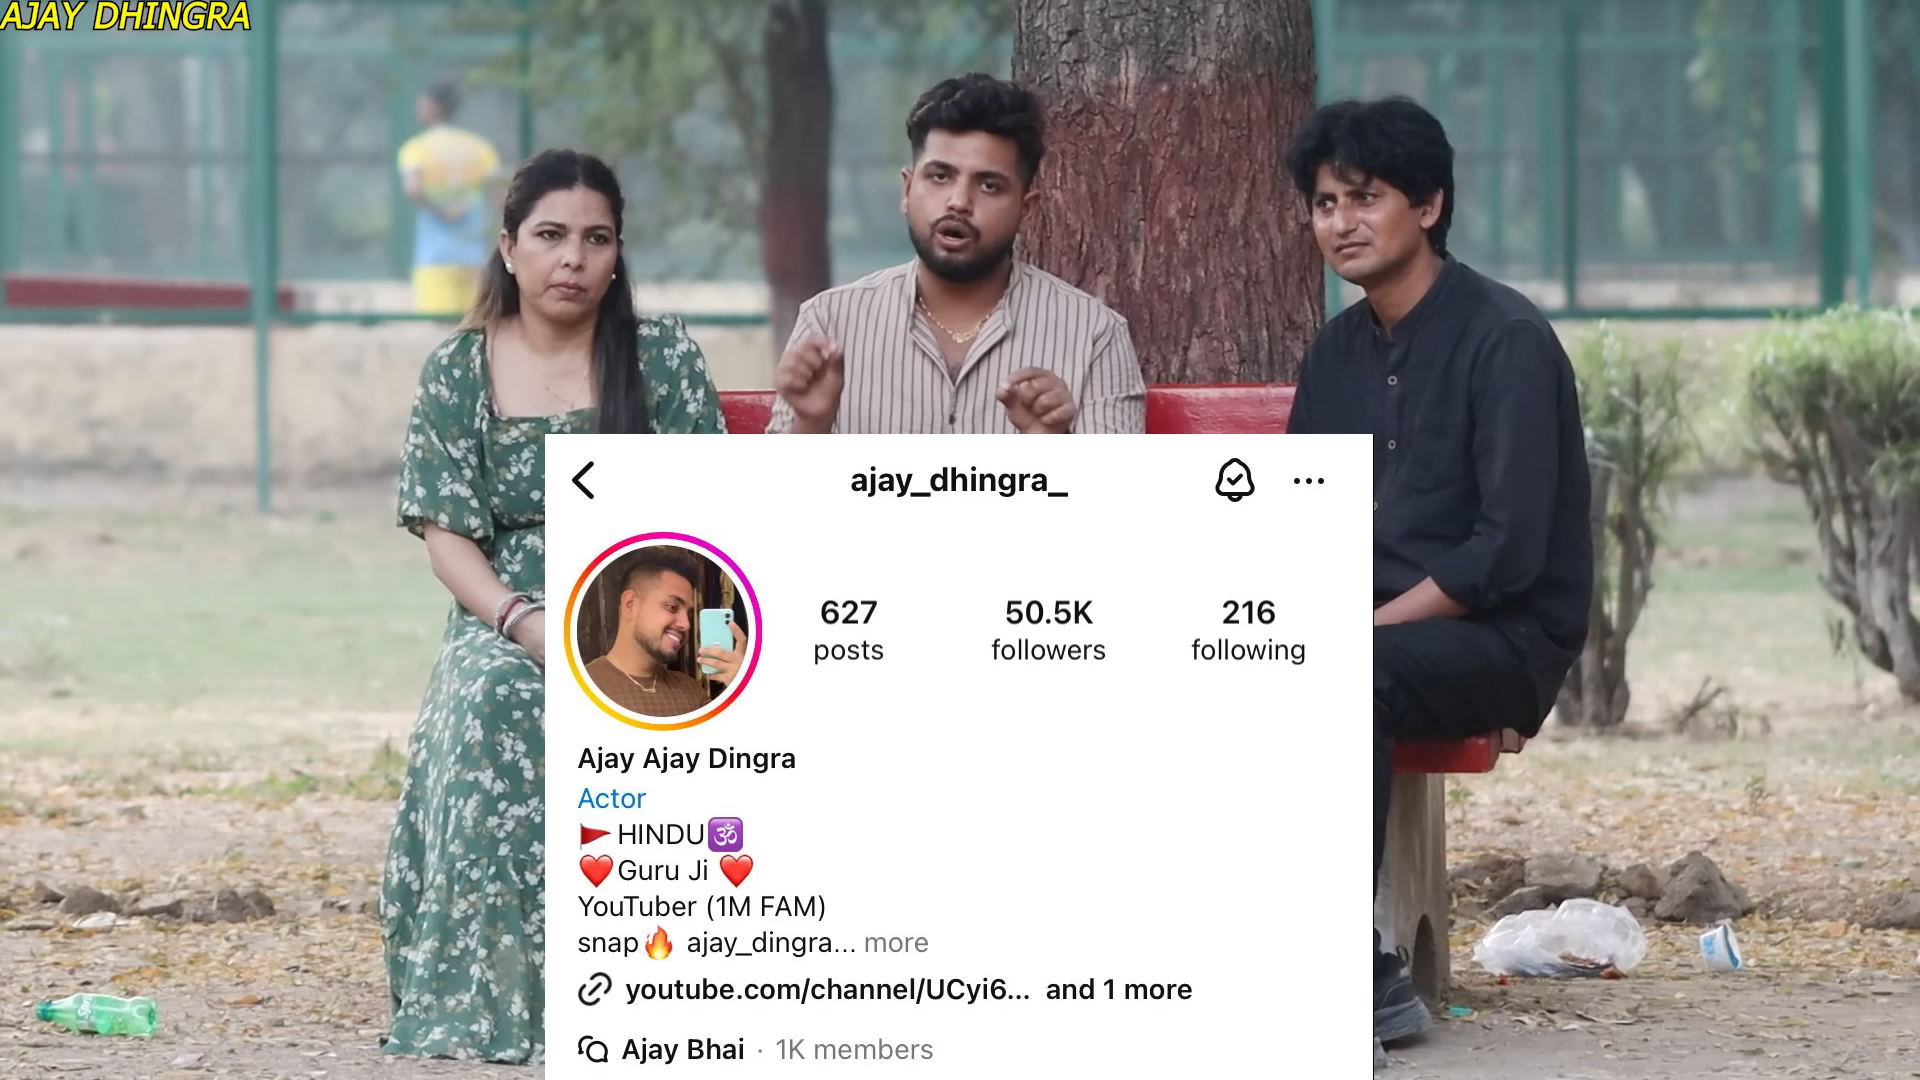 AJAY DHINGRA
ajay_dhingra_
627 50.5K 216
posts followers following
Ajay Ajay Dingra
Actor
🚩HINDU🕉️
❤️Guru Ji ❤️
YouTuber (1M FAM)
snap🔥 ajay_dingra... more
youtube.com/channel/UCyi6... and 1 more
Ajay Bhai · 1K members